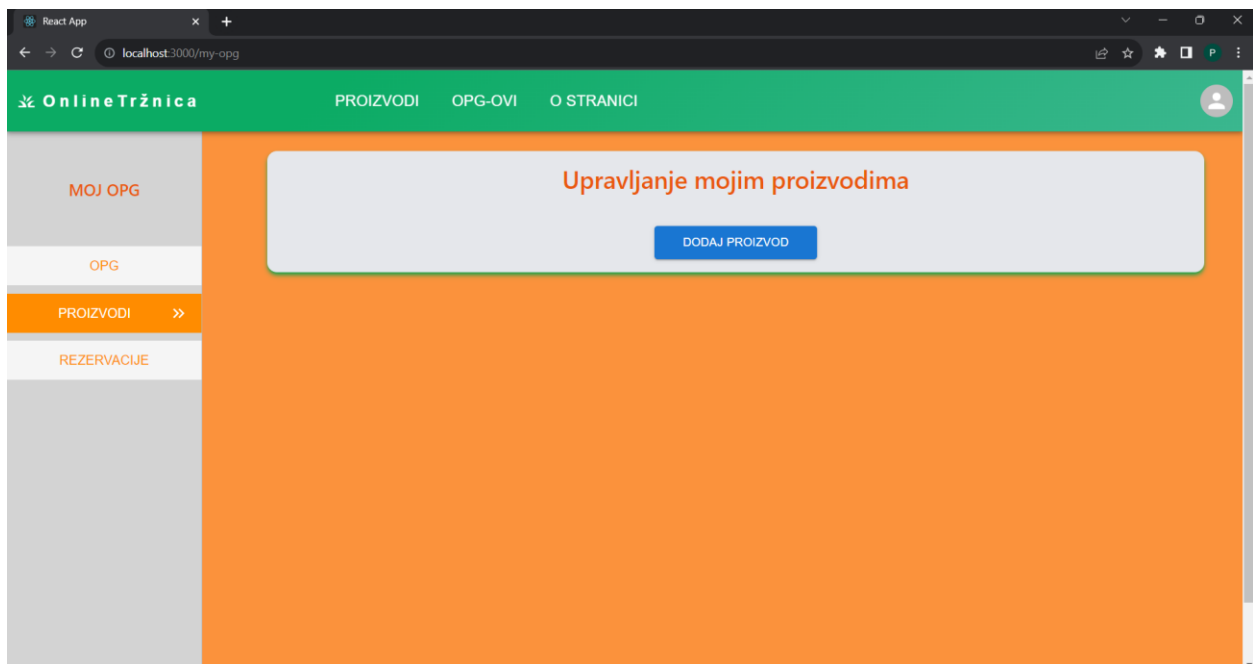 React App
localhost:3000/my-opg
P
OnlineTržnica
PROIZVODI OPG-OVI O STRANICI
MOJ OPG
OPG
PROIZVODI
REZERVACIJE
Upravljanje mojim proizvodima
DODAJ PROIZVOD